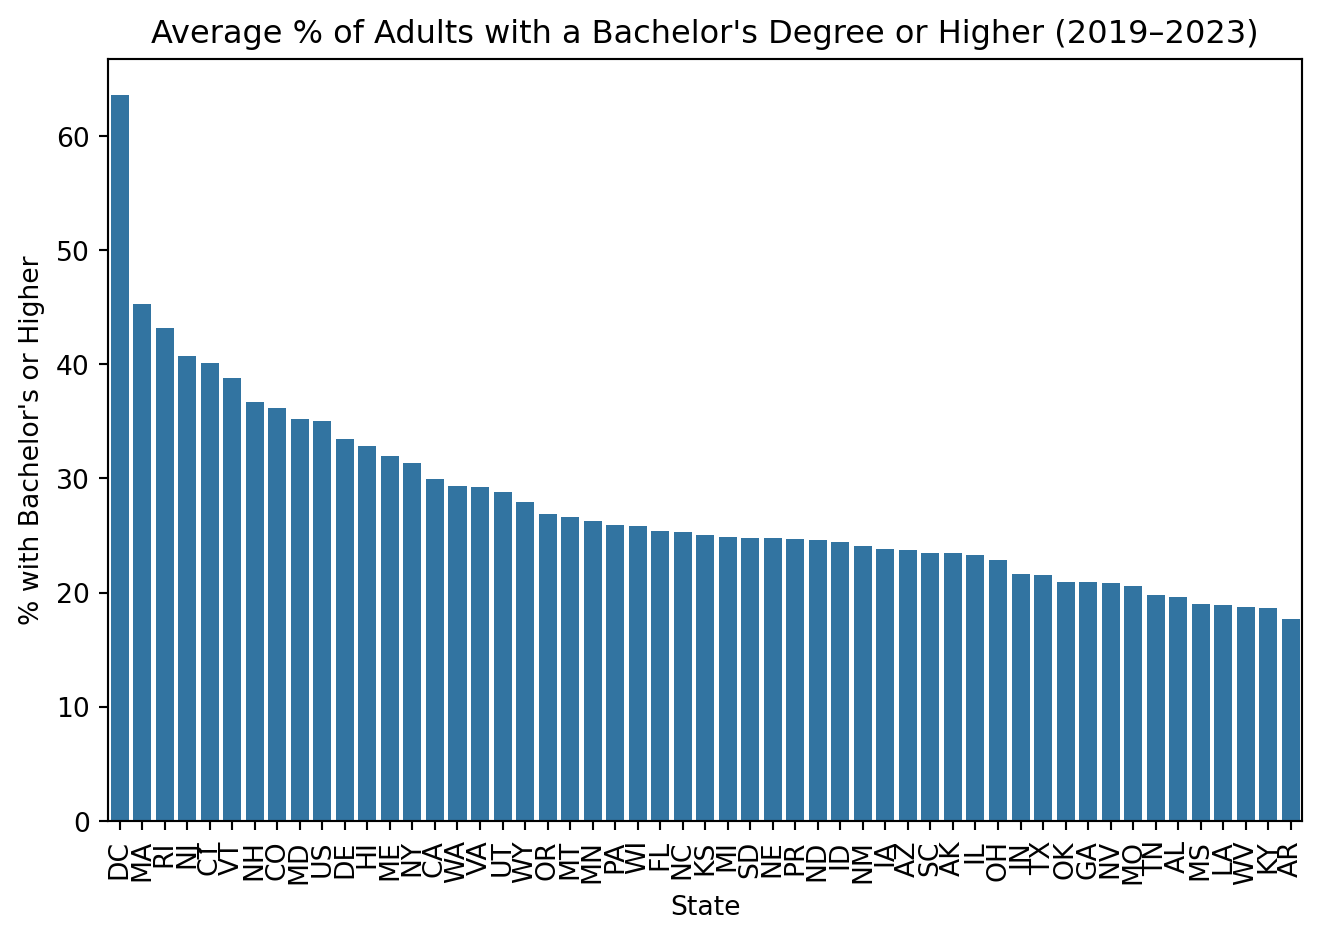 Average % of Adults with a Bachelor's Degree or Higher (2019–2023)
% with Bachelor's or Higher
60
50
40
30
20
10
0
DC MA RI NJ CT VT NH CO MD US DE HI ME NY CA WA VA UT WY OR MT MN PA WI FL NC KS MI SD NE PR ND ID NM IA AZ SC AK IL OH IN TX OK GA NV MO TN AL MS LA WV KY AR
State